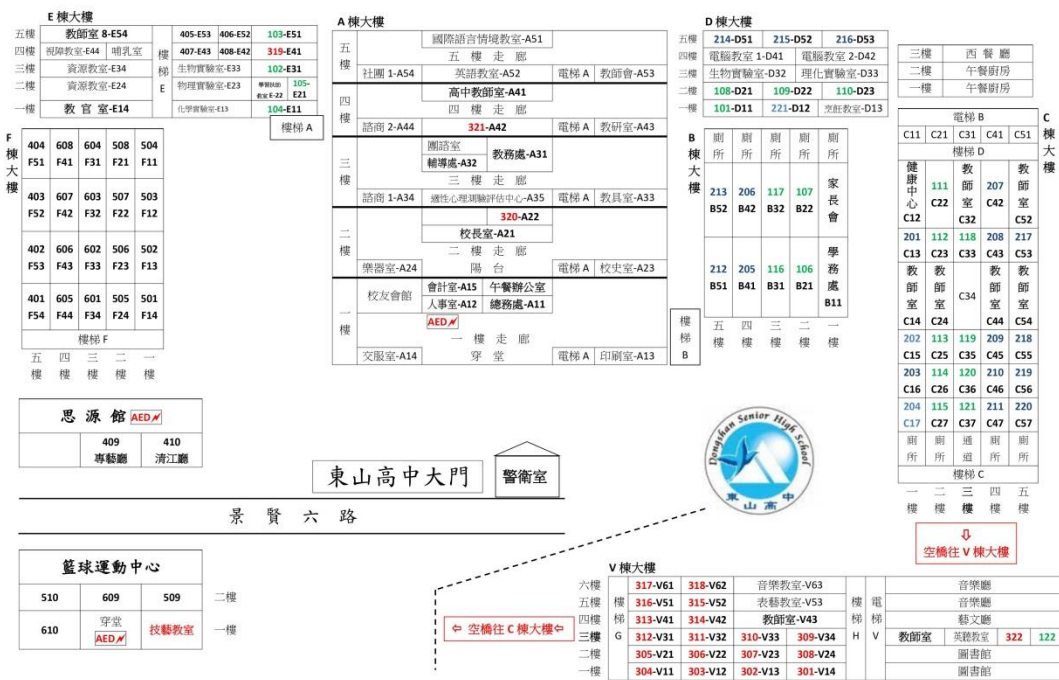 E 棟大樓
五樓 教師室 8-E54 405-E53 406-E52 103-E51
四樓 視障教室-E44 哺乳室 407-E43 408-E42 319-E41
三樓 資源教室-E34 生物實驗室-E33 102-E31
二樓 資源教室-E24 物理實驗室-E23 105-E21
一樓 教 官 室-E14 化學實驗室-E13 104-E11
樓梯 E
樓梯 A
F 棟大樓
404 608 604 508 504
F51 F41 F31 F21 F11
403 607 603 507 503
F52 F42 F32 F22 F12
402 606 602 506 502
F53 F43 F33 F23 F13
401 605 601 505 501
F54 F44 F34 F24 F14
樓梯 F
五樓 四樓 三樓 二樓 一樓
A 棟大樓
五樓
國際語言情境教室-A51
五 樓 走 廊
社團 1-A54 英語教室-A52 電梯 A 教師會-A53
四樓
高中教師室-A41
四 樓 走 廊
諮商 2-A44 321-A42 電梯 A 教研室-A43
三樓
團諮室
輔導處-A32 教務處-A31
三 樓 走 廊
諮商 1-A34 適性心理測驗評估中心-A35 電梯 A 教具室-A33
二樓
320-A22
校長室-A21
二 樓 走 廊
樂器室-A24 陽 台 電梯 A 校史室-A23
一樓
校友會館 會計室-A15 午餐辦公室
人事室-A12 總務處-A11
AED
一 樓 走 廊
交服室-A14 穿 堂 電梯 A 印刷室-A13
樓梯 B
D 棟大樓
五樓 214-D51 215-D52 216-D53
四樓 電腦教室 1-D41 電腦教室 2-D42
三樓 生物實驗室-D32 理化實驗室-D33
二樓 108-D21 109-D22 110-D23
一樓 101-D11 221-D12 烹飪教室-D13
B 棟大樓
廁所 廁所 廁所 廁所 廁所
213 206 117 107 家長會
B52 B42 B32 B22
212 205 116 106 學務處
B51 B41 B31 B21 B11
五樓 四樓 三樓 二樓 一樓
三樓 西 餐 廳
二樓 午餐廚房
一樓 午餐廚房
C 棟大樓
電梯 B
C11 C21 C31 C41 C51
樓梯 D
健康中心 111 教師室 207 教師室
C12 C22 C32 C42 C52
201 112 118 208 217
C13 C23 C33 C43 C53
教師室 教師室 C34 教師室 教師室
C14 C24 C44 C54
202 113 119 209 218
C15 C25 C35 C45 C55
203 114 120 210 219
C16 C26 C36 C46 C56
204 115 121 211 220
C17 C27 C37 C47 C57
廁所 廁所 通道 廁所 廁所
樓梯 C
一樓 二樓 三樓 四樓 五樓
空橋往 V 棟大樓
思 源 館 AED
409 410
專藝廳 清江廳
東山高中大門
警衛室
景 賢 六 路
Dongshan Senior High School
東山高中
籃球運動中心
510 609 509 二樓
610 穿堂 技藝教室 一樓
AED
⇦ 空橋往 C 棟大樓⇦
V 棟大樓
六樓 317-V61 318-V62 音樂教室-V63 音樂廳
五樓 316-V51 315-V52 表藝教室-V53 音樂廳
四樓 313-V41 314-V42 教師室-V43 藝文廳
三樓 312-V31 311-V32 310-V33 309-V34 教師室 英聽教室 322 122
二樓 305-V21 306-V22 307-V23 308-V24 圖書館
一樓 304-V11 303-V12 302-V13 301-V14 圖書館
樓梯 G
樓梯 H
電梯 V